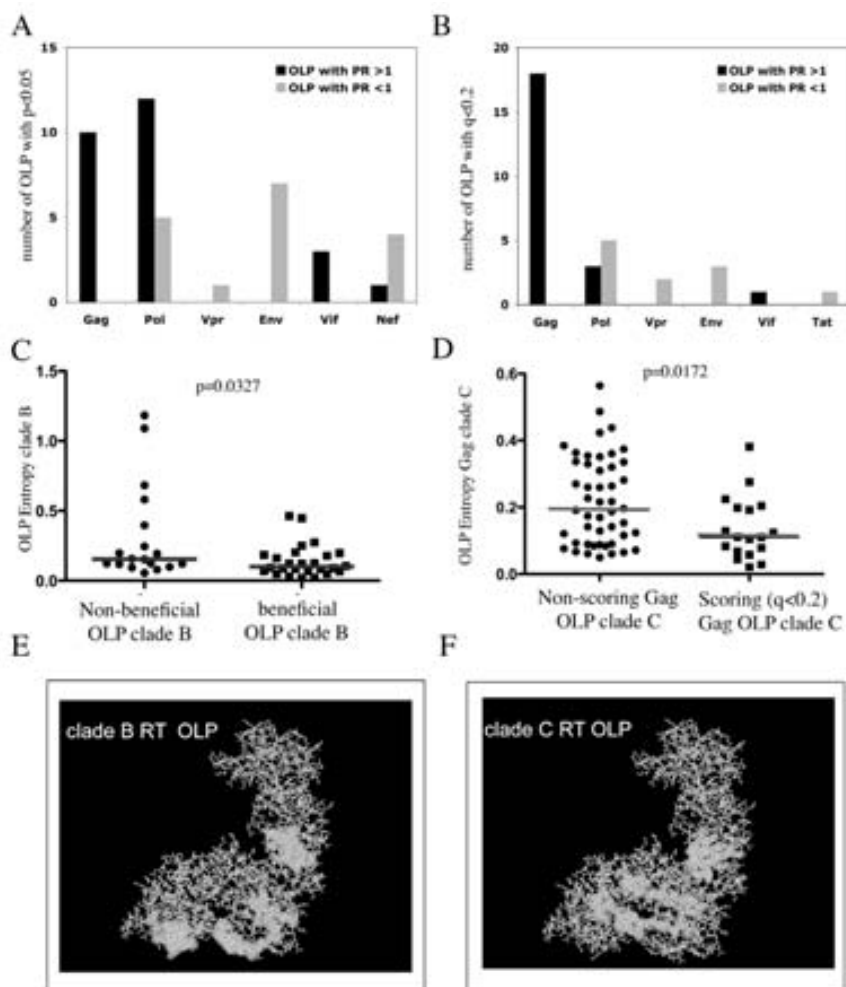 A
15
10
5
0
number of OLP with p<0.05
OLP with PR >1
OLP with PR <1
Gag Pol Vpr Env Vif Nef
B
20
15
10
5
0
number of OLP with q<0.2
OLP with PR >1
OLP with PR <1
Gag Pol Vpr Env Vif Tat
C
1.5
1.0
0.5
0.0
OLP Entropy clade B
p=0.0327
Non-beneficial
OLP clade B
beneficial
OLP clade B
D
0.6
0.4
0.2
0.0
OLP Entropy Gag clade C
p=0.0172
Non-scoring Gag
OLP clade C
Scoring (q<0.2)
Gag OLP clade C
E
clade B RT OLP
F
clade C RT OLP